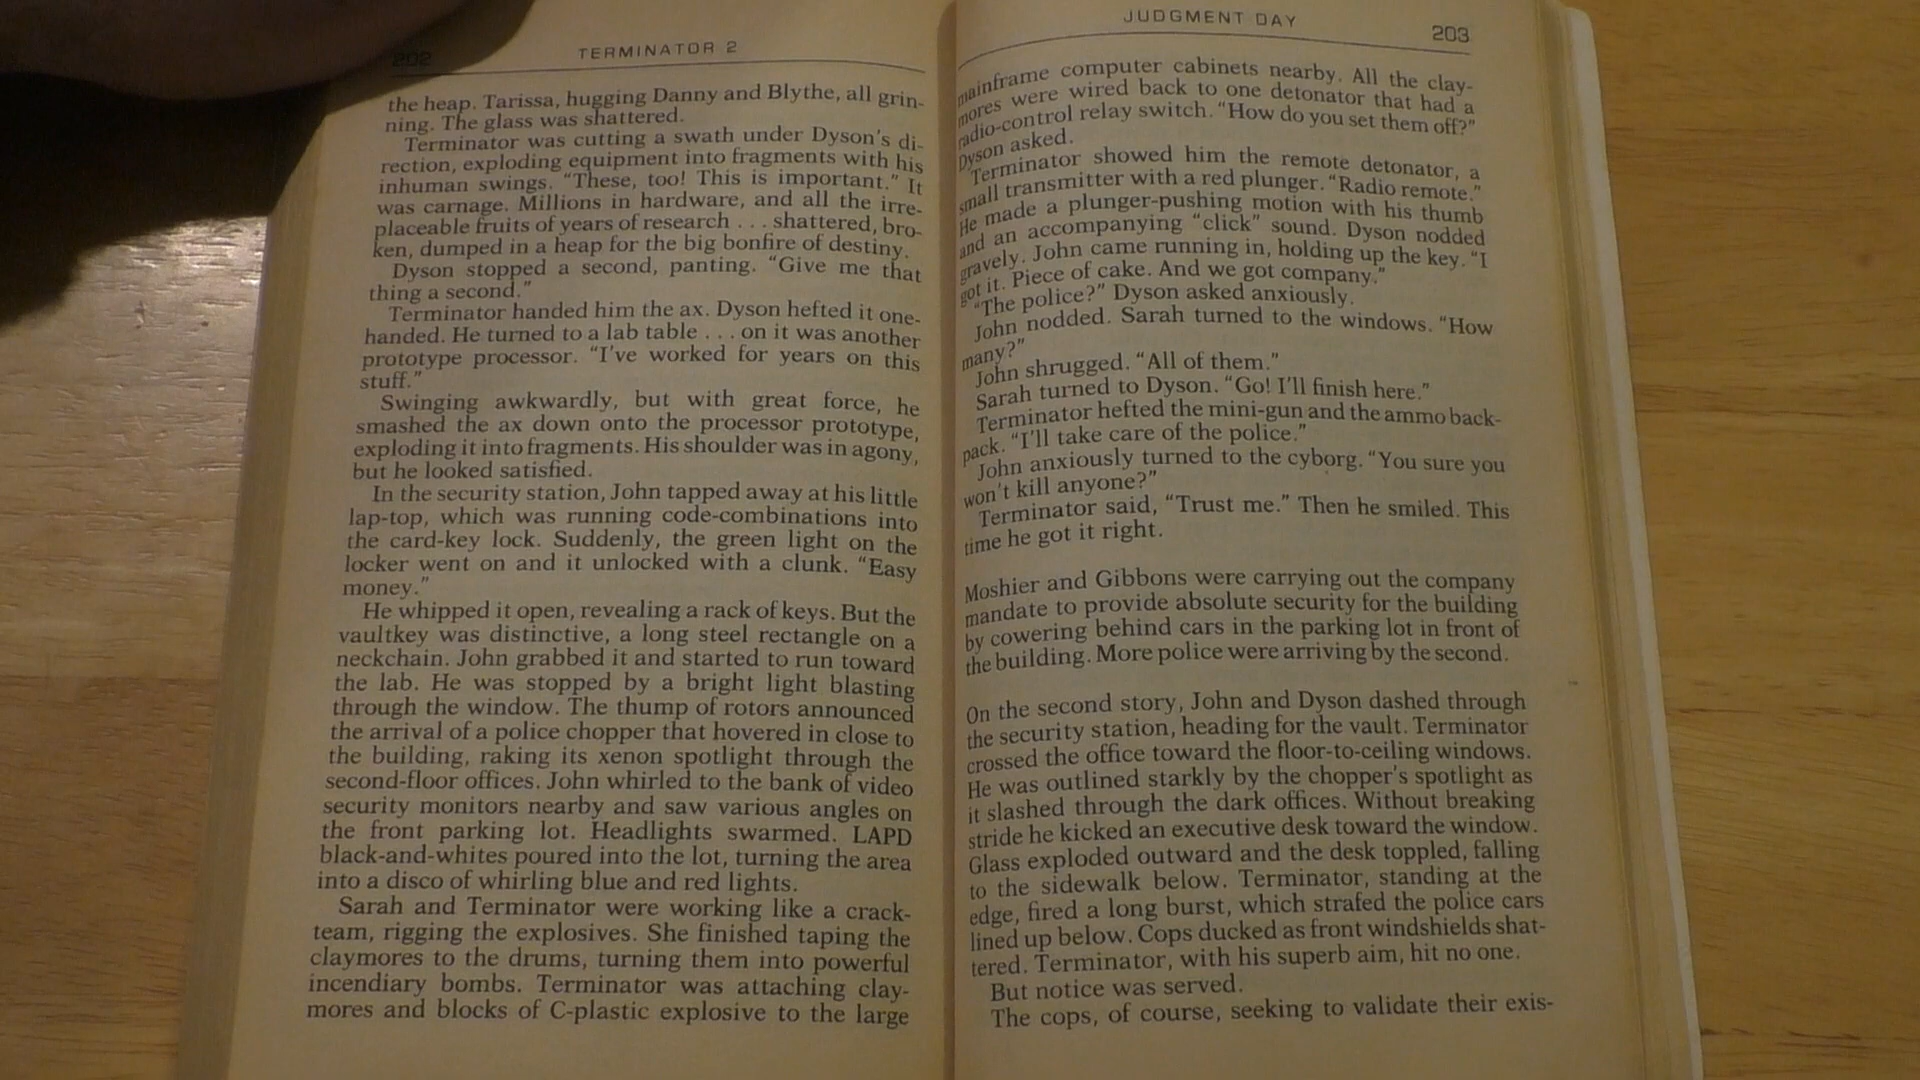 202
TERMINATOR 2
the heap. Tarissa, hugging Danny and Blythe, all grin-
ning. The glass was shattered.
Terminator was cutting a swath under Dyson's di-
rection, exploding equipment into fragments with his
inhuman swings. “These, too! This is important.” It
was carnage. Millions in hardware, and all the irre-
placeable fruits of years of research . . . shattered, bro-
ken, dumped in a heap for the big bonfire of destiny.
Dyson stopped a second, panting. “Give me that
thing a second.”
Terminator handed him the ax. Dyson hefted it one-
handed. He turned to a lab table . . . on it was another
prototype processor. “I've worked for years on this
stuff.”
Swinging awkwardly, but with great force, he
smashed the ax down onto the processor prototype,
exploding it into fragments. His shoulder was in agony,
but he looked satisfied.
In the security station, John tapped away at his little
lap-top, which was running code-combinations into
the card-key lock. Suddenly, the green light on the
locker went on and it unlocked with a clunk. “Easy
money.”
He whipped it open, revealing a rack of keys. But the
vaultkey was distinctive, a long steel rectangle on a
neckchain. John grabbed it and started to run toward
the lab. He was stopped by a bright light blasting
through the window. The thump of rotors announced
the arrival of a police chopper that hovered in close to
the building, raking its xenon spotlight through the
second-floor offices. John whirled to the bank of video
security monitors nearby and saw various angles on
the front parking lot. Headlights swarmed. LAPD
black-and-whites poured into the lot, turning the area
into a disco of whirling blue and red lights.
Sarah and Terminator were working like a crack-
team, rigging the explosives. She finished taping the
claymores to the drums, turning them into powerful
incendiary bombs. Terminator was attaching clay-
mores and blocks of C-plastic explosive to the large
JUDGMENT DAY
203
mainframe computer cabinets nearby. All the clay-
mores were wired back to one detonator that had a
radio-control relay switch. “How do you set them off?”
Dyson asked.
Terminator showed him the remote detonator, a
small transmitter with a red plunger. “Radio remote.”
He made a plunger-pushing motion with his thumb
and an accompanying “click” sound. Dyson nodded
gravely. John came running in, holding up the key. “I
got it. Piece of cake. And we got company.”
“The police?” Dyson asked anxiously.
John nodded. Sarah turned to the windows. “How
many?”
John shrugged. “All of them.”
Sarah turned to Dyson. “Go! I'll finish here.”
Terminator hefted the mini-gun and the ammo back-
pack. “I'll take care of the police.”
John anxiously turned to the cyborg. “You sure you
won't kill anyone?”
Terminator said, “Trust me.” Then he smiled. This
time he got it right.
Moshier and Gibbons were carrying out the company
mandate to provide absolute security for the building
by cowering behind cars in the parking lot in front of
the building. More police were arriving by the second.
On the second story, John and Dyson dashed through
the security station, heading for the vault. Terminator
crossed the office toward the floor-to-ceiling windows.
He was outlined starkly by the chopper's spotlight as
it slashed through the dark offices. Without breaking
stride he kicked an executive desk toward the window.
Glass exploded outward and the desk toppled, falling
to the sidewalk below. Terminator, standing at the
edge, fired a long burst, which strafed the police cars
lined up below. Cops ducked as front windshields shat-
tered. Terminator, with his superb aim, hit no one.
But notice was served.
The cops, of course, seeking to validate their exis-